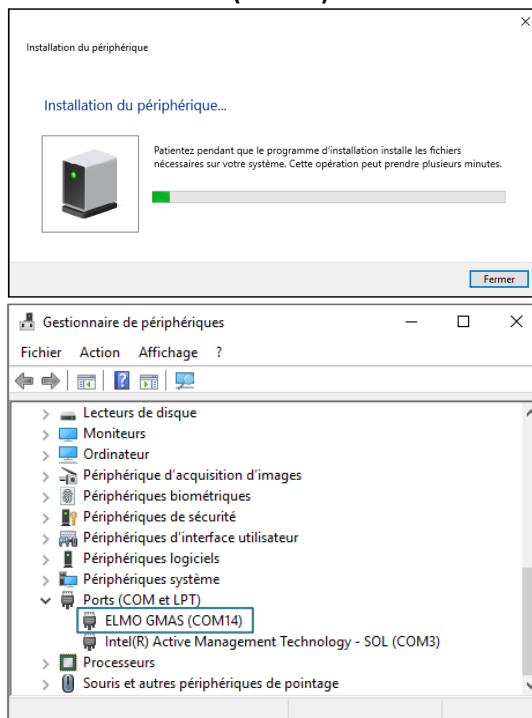 Installation du périphérique
Installation du périphérique...
Patientez pendant que le programme d'installation installe les fichiers
nécessaires sur votre système. Cette opération peut prendre plusieurs minutes.
Fermer
Gestionnaire de périphériques
Fichier Action Affichage ?
Lecteurs de disque
Moniteurs
Ordinateur
Périphérique d'acquisition d'images
Périphériques biométriques
Périphériques de sécurité
Périphériques d'interface utilisateur
Périphériques logiciels
Périphériques système
Ports (COM et LPT)
ELMO GMAS (COM14)
Intel(R) Active Management Technology - SOL (COM3)
Processeurs
Souris et autres périphériques de pointage